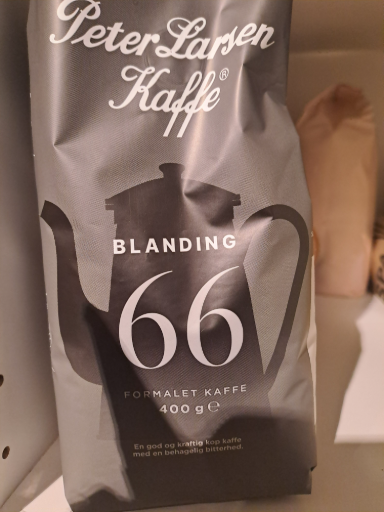 Peter Larsen
Kaffe®
BLANDING
66
FORMALET KAFFE
400 g ℮
En god og kraftig kop kaffe
med en behagelig bitterhed.